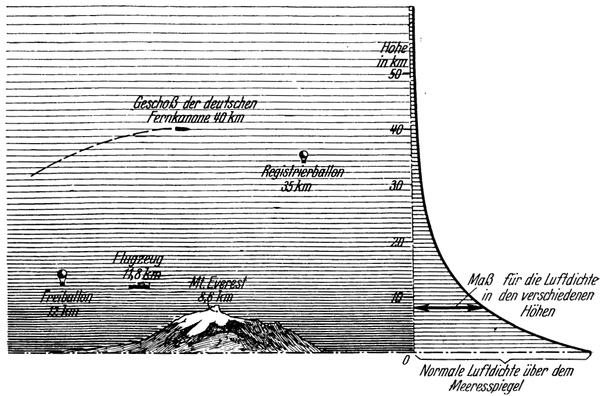 Höhe
in km
50
Geschoß der deutschen
Fernkanone 40 km
40
Registrierballon
35 km
30
20
Flugzeug
11,8 km
Mt. Everest
8,8 km
Freiballon
12 km
10
Maß für die Luftdichte
in den verschiedenen
Höhen
0
Normale Luftdichte über dem
Meeresspiegel